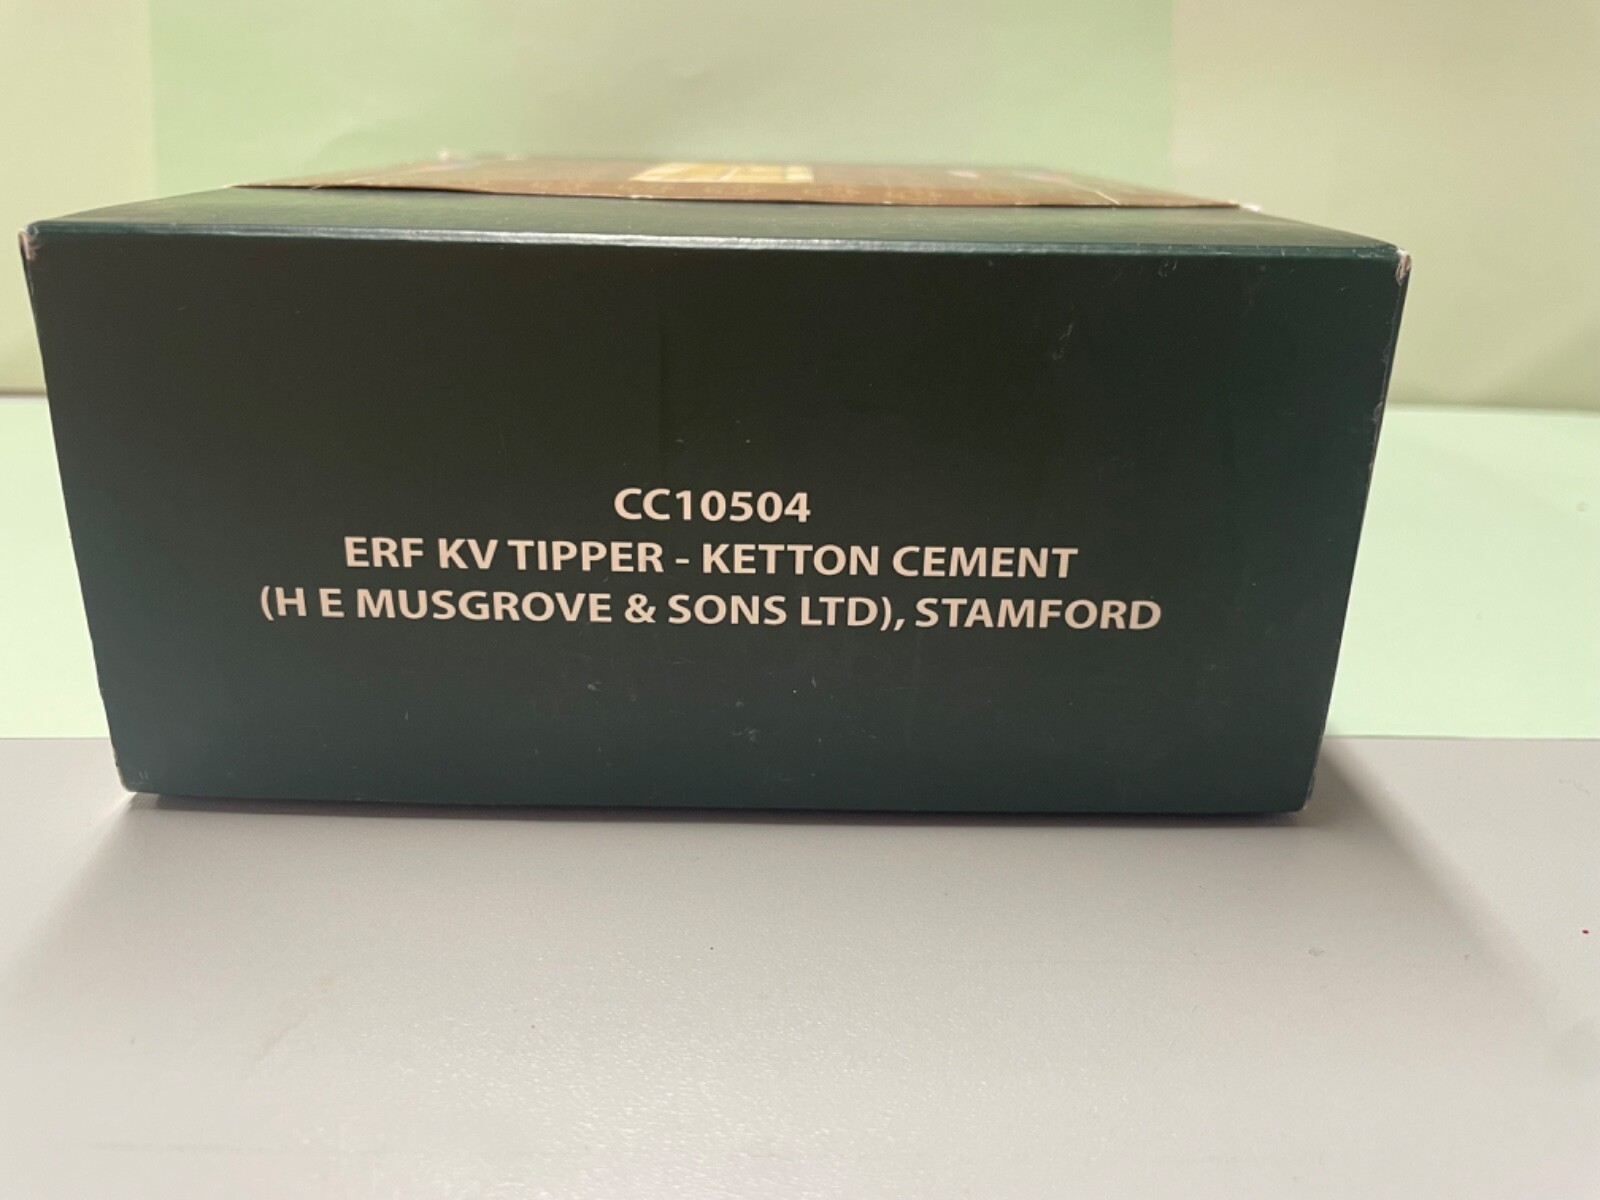 CC10504
ERF KV TIPPER - KETTON CEMENT
(H E MUSGROVE & SONS LTD), STAMFORD